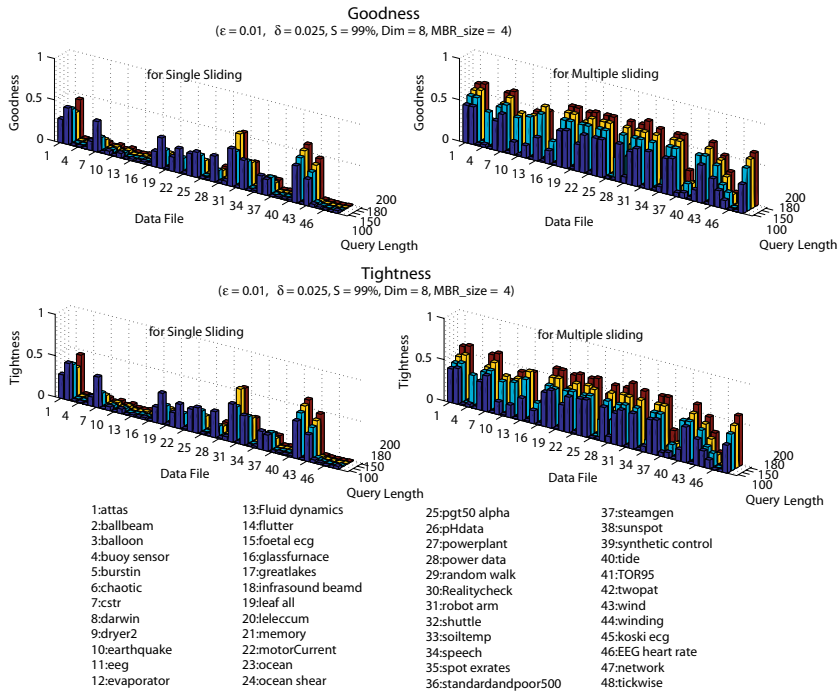 Goodness
(ε = 0.01, δ = 0.025, S = 99%, Dim = 8, MBR_size = 4)
for Single Sliding
1
0.5
0
Goodness
1 4 7 10 13 16 19 22 25 28 31 34 37 40 43 46
Data File
200
180
150
100
Query Length
for Multiple sliding
1
0.5
0
Goodness
1 4 7 10 13 16 19 22 25 28 31 34 37 40 43 46
Data File
200
180
150
100
Query Length
Tightness
(ε = 0.01, δ = 0.025, S = 99%, Dim = 8, MBR_size = 4)
for Single Sliding
1
0.5
0
Tightness
1 4 7 10 13 16 19 22 25 28 31 34 37 40 43 46
Data File
200
180
150
100
Query Length
for Multiple sliding
1
0.5
0
Tightness
1 4 7 10 13 16 19 22 25 28 31 34 37 40 43 46
Data File
200
180
150
100
Query Length
1:attas
2:ballbeam
3:balloon
4:buoy sensor
5:burstin
6:chaotic
7:cstr
8:darwin
9:dryer2
10:earthquake
11:eeg
12:evaporator
13:Fluid dynamics
14:flutter
15:foetal ecg
16:glassfurnace
17:greatlakes
18:infrasound beamd
19:leaf all
20:leleccum
21:memory
22:motorCurrent
23:ocean
24:ocean shear
25:pgt50 alpha
26:pHdata
27:powerplant
28:power data
29:random walk
30:Realitycheck
31:robot arm
32:shuttle
33:soiltemp
34:speech
35:spot exrates
36:standardandpoor500
37:steamgen
38:sunspot
39:synthetic control
40:tide
41:TOR95
42:twopat
43:wind
44:winding
45:koski ecg
46:EEG heart rate
47:network
48:tickwise